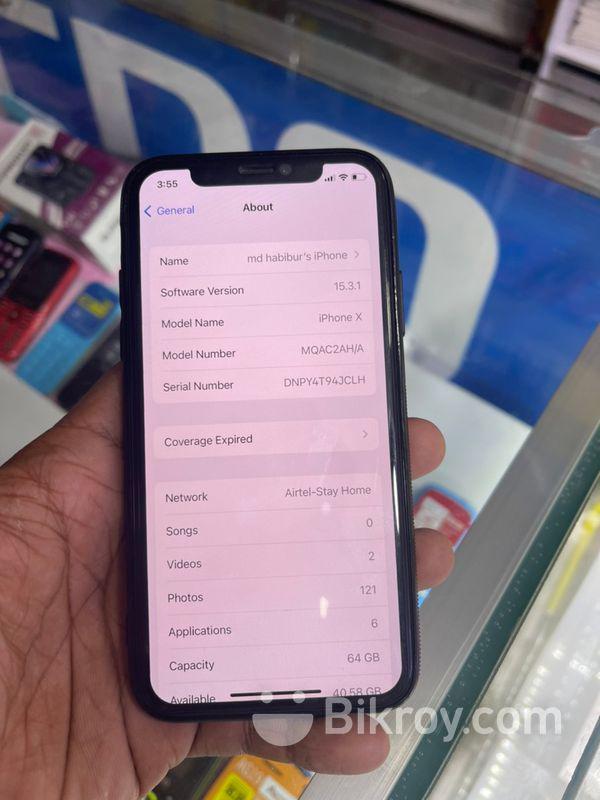 3:55
General
About
Name md habibur's iPhone
Software Version 15.3.1
Model Name iPhone X
Model Number MQAC2AH/A
Serial Number DNPY4T94JCLH
Coverage Expired
Network Airtel-Stay Home
Songs 0
Videos 2
Photos 121
Applications 6
Capacity 64 GB
Available 40.58 GB
Bikroy.com